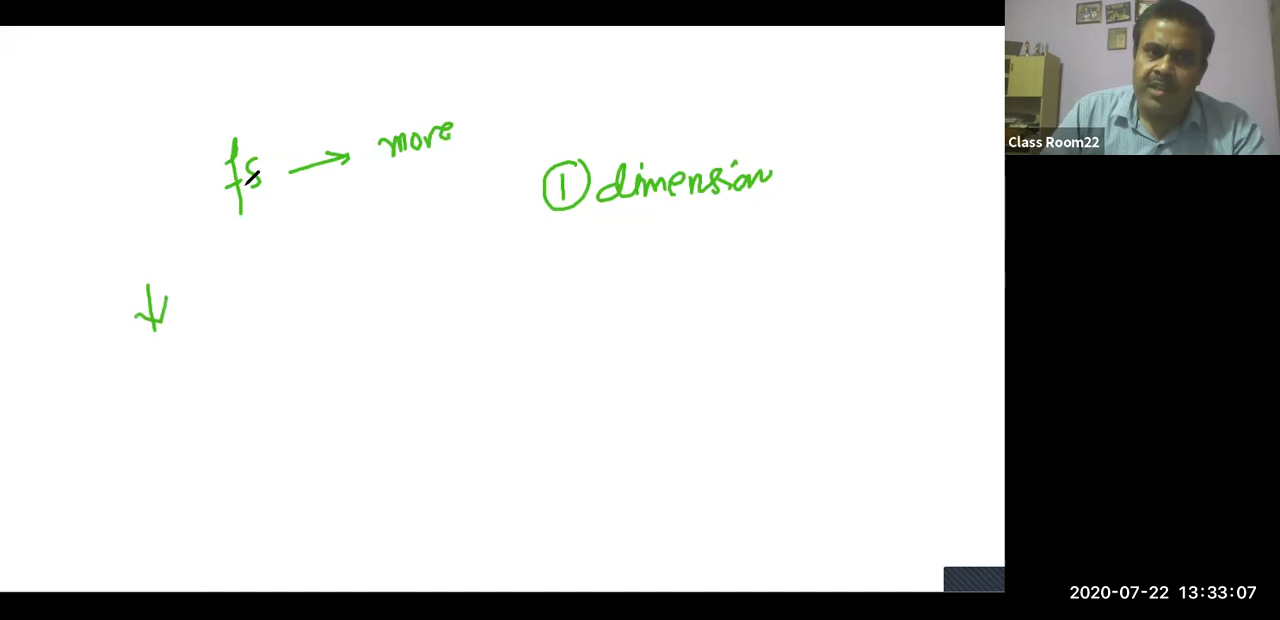 fs → more
① dimension
↓
Class Room22
2020-07-22 13:33:07